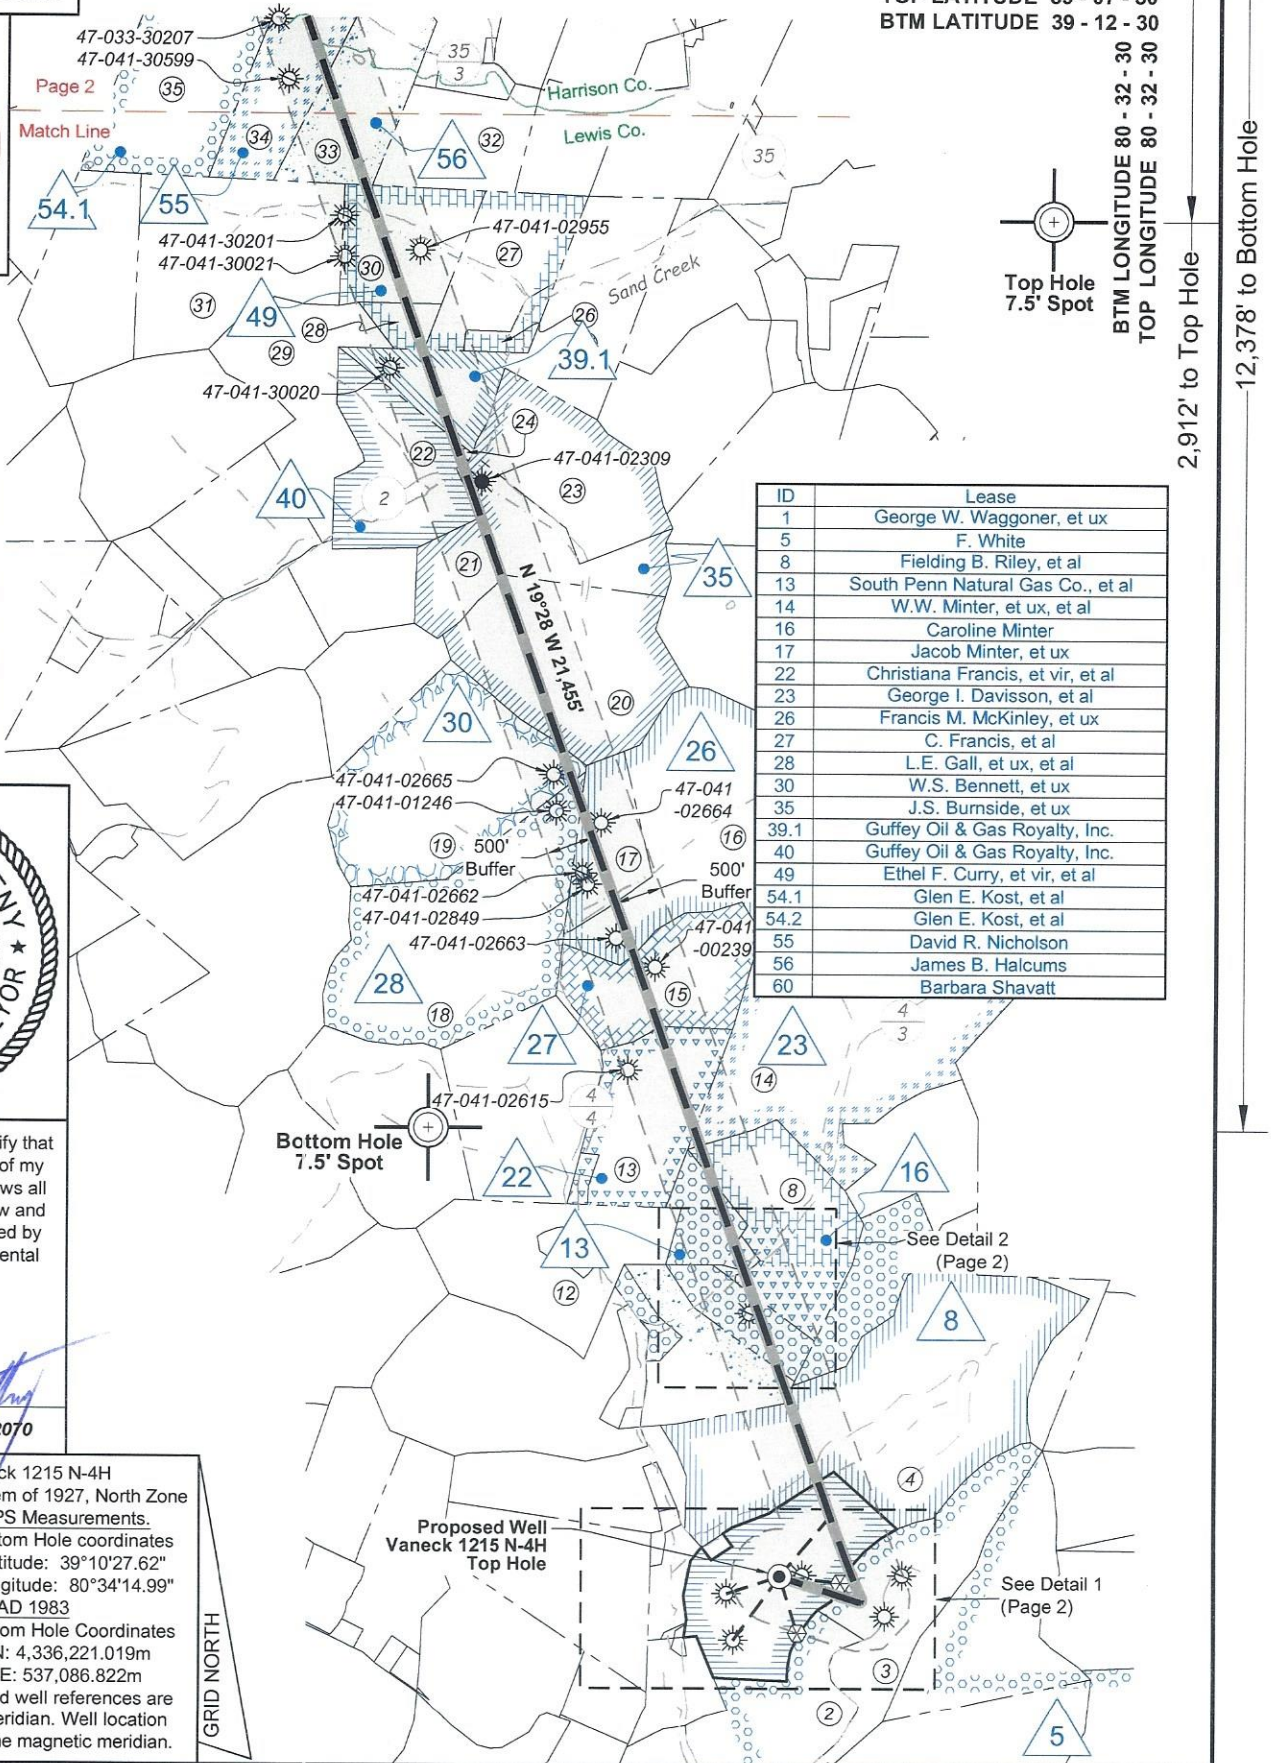 BTM LATITUDE 39 - 12 - 30
BTM LONGITUDE 80 - 32 - 30
TOP LONGITUDE 80 - 32 - 30
2,912' to Top Hole
12,378' to Bottom Hole
Top Hole
7.5' Spot
47-033-30207
47-041-30599
Page 2
Match Line
35
34
33
32
35
3
Harrison Co.
Lewis Co.
35
54.1
55
56
47-041-30201
47-041-30021
47-041-02955
27
30
31
49
28
29
26
Sand Creek
39.1
47-041-30020
24
22
47-041-02309
23
40
2
21
35
N 19°28 W 21,455'
20
30
26
47-041-02665
47-041-01246
47-041
-02664
19
500'
Buffer
17
16
500'
Buffer
47-041-02662
47-041-02849
47-041-02663
47-041
-00239
28
18
15
27
23
4
3
14
47-041-02615
4
4
Bottom Hole
7.5' Spot
22
13
8
16
13
12
See Detail 2
(Page 2)
8
4
Proposed Well
Vaneck 1215 N-4H
Top Hole
See Detail 1
(Page 2)
3
2
5
ID Lease
1 George W. Waggoner, et ux
5 F. White
8 Fielding B. Riley, et al
13 South Penn Natural Gas Co., et al
14 W.W. Minter, et ux, et al
16 Caroline Minter
17 Jacob Minter, et ux
22 Christiana Francis, et vir, et al
23 George I. Davisson, et al
26 Francis M. McKinley, et ux
27 C. Francis, et al
28 L.E. Gall, et ux, et al
30 W.S. Bennett, et ux
35 J.S. Burnside, et ux
39.1 Guffey Oil & Gas Royalty, Inc.
40 Guffey Oil & Gas Royalty, Inc.
49 Ethel F. Curry, et vir, et al
54.1 Glen E. Kost, et al
54.2 Glen E. Kost, et al
55 David R. Nicholson
56 James B. Halcums
60 Barbara Shavatt
NY ★
YOR
ify that
of my
ws all
w and
ed by
ental
2070
ck 1215 N-4H
em of 1927, North Zone
PS Measurements.
tom Hole coordinates
titude: 39°10'27.62"
gitude: 80°34'14.99"
AD 1983
om Hole Coordinates
N: 4,336,221.019m
E: 537,086.822m
d well references are
eridian. Well location
he magnetic meridian.
GRID NORTH